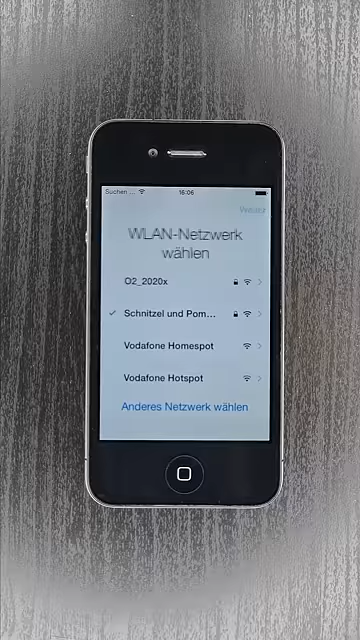 Suchen ... 16:06
Weiter
WLAN-Netzwerk
wählen
O2_2020x
Schnitzel und Pom...
Vodafone Homespot
Vodafone Hotspot
Anderes Netzwerk wählen